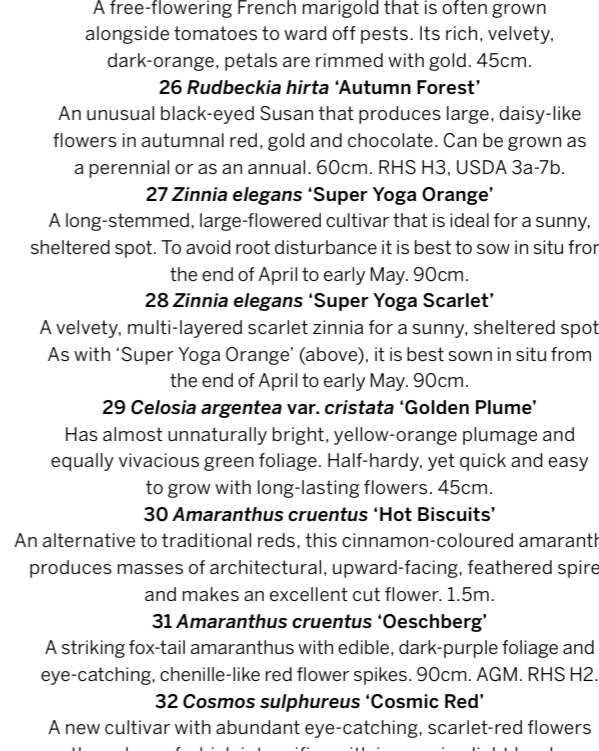 A free-flowering French marigold that is often grown
alongside tomatoes to ward off pests. Its rich, velvety,
dark-orange, petals are rimmed with gold. 45cm.
26 Rudbeckia hirta ‘Autumn Forest’
An unusual black-eyed Susan that produces large, daisy-like
flowers in autumnal red, gold and chocolate. Can be grown as
a perennial or as an annual. 60cm. RHS H3, USDA 3a-7b.
27 Zinnia elegans ‘Super Yoga Orange’
A long-stemmed, large-flowered cultivar that is ideal for a sunny,
sheltered spot. To avoid root disturbance it is best to sow in situ from
the end of April to early May. 90cm.
28 Zinnia elegans ‘Super Yoga Scarlet’
A velvety, multi-layered scarlet zinnia for a sunny, sheltered spot
As with ‘Super Yoga Orange’ (above), it is best sown in situ from
the end of April to early May. 90cm.
29 Celosia argentea var. cristata ‘Golden Plume’
Has almost unnaturally bright, yellow-orange plumage and
equally vivacious green foliage. Half-hardy, yet quick and easy
to grow with long-lasting flowers. 45cm.
30 Amaranthus cruentus ‘Hot Biscuits’
An alternative to traditional reds, this cinnamon-coloured amaranth
produces masses of architectural, upward-facing, feathered spire
and makes an excellent cut flower. 1.5m.
31 Amaranthus cruentus ‘Oeschberg’
A striking fox-tail amaranthus with edible, dark-purple foliage and
eye-catching, chenille-like red flower spikes. 90cm. AGM. RHS H2.
32 Cosmos sulphureus ‘Cosmic Red’
A new cultivar with abundant eye-catching, scarlet-red flowers